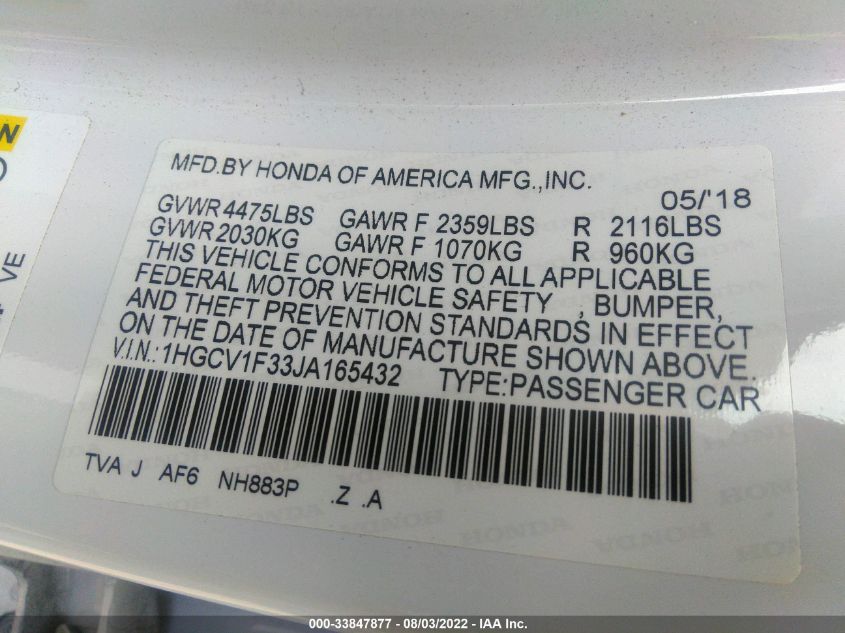 MFD.BY HONDA OF AMERICA MFG.,INC. 05/'18
GVWR 4475LBS GAWR F 2359LBS R 2116LBS
GVWR 2030KG GAWR F 1070KG R 960KG
THIS VEHICLE CONFORMS TO ALL APPLICABLE
FEDERAL MOTOR VEHICLE SAFETY , BUMPER,
AND THEFT PREVENTION STANDARDS IN EFFECT
ON THE DATE OF MANUFACTURE SHOWN ABOVE.
V.I.N.:1HGCV1F33JA165432 TYPE:PASSENGER CAR
TVA J AF6 NH883P .Z .A
VE
HONDA HONDA HONDA
000-33847877 - 08/03/2022 - IAA Inc.